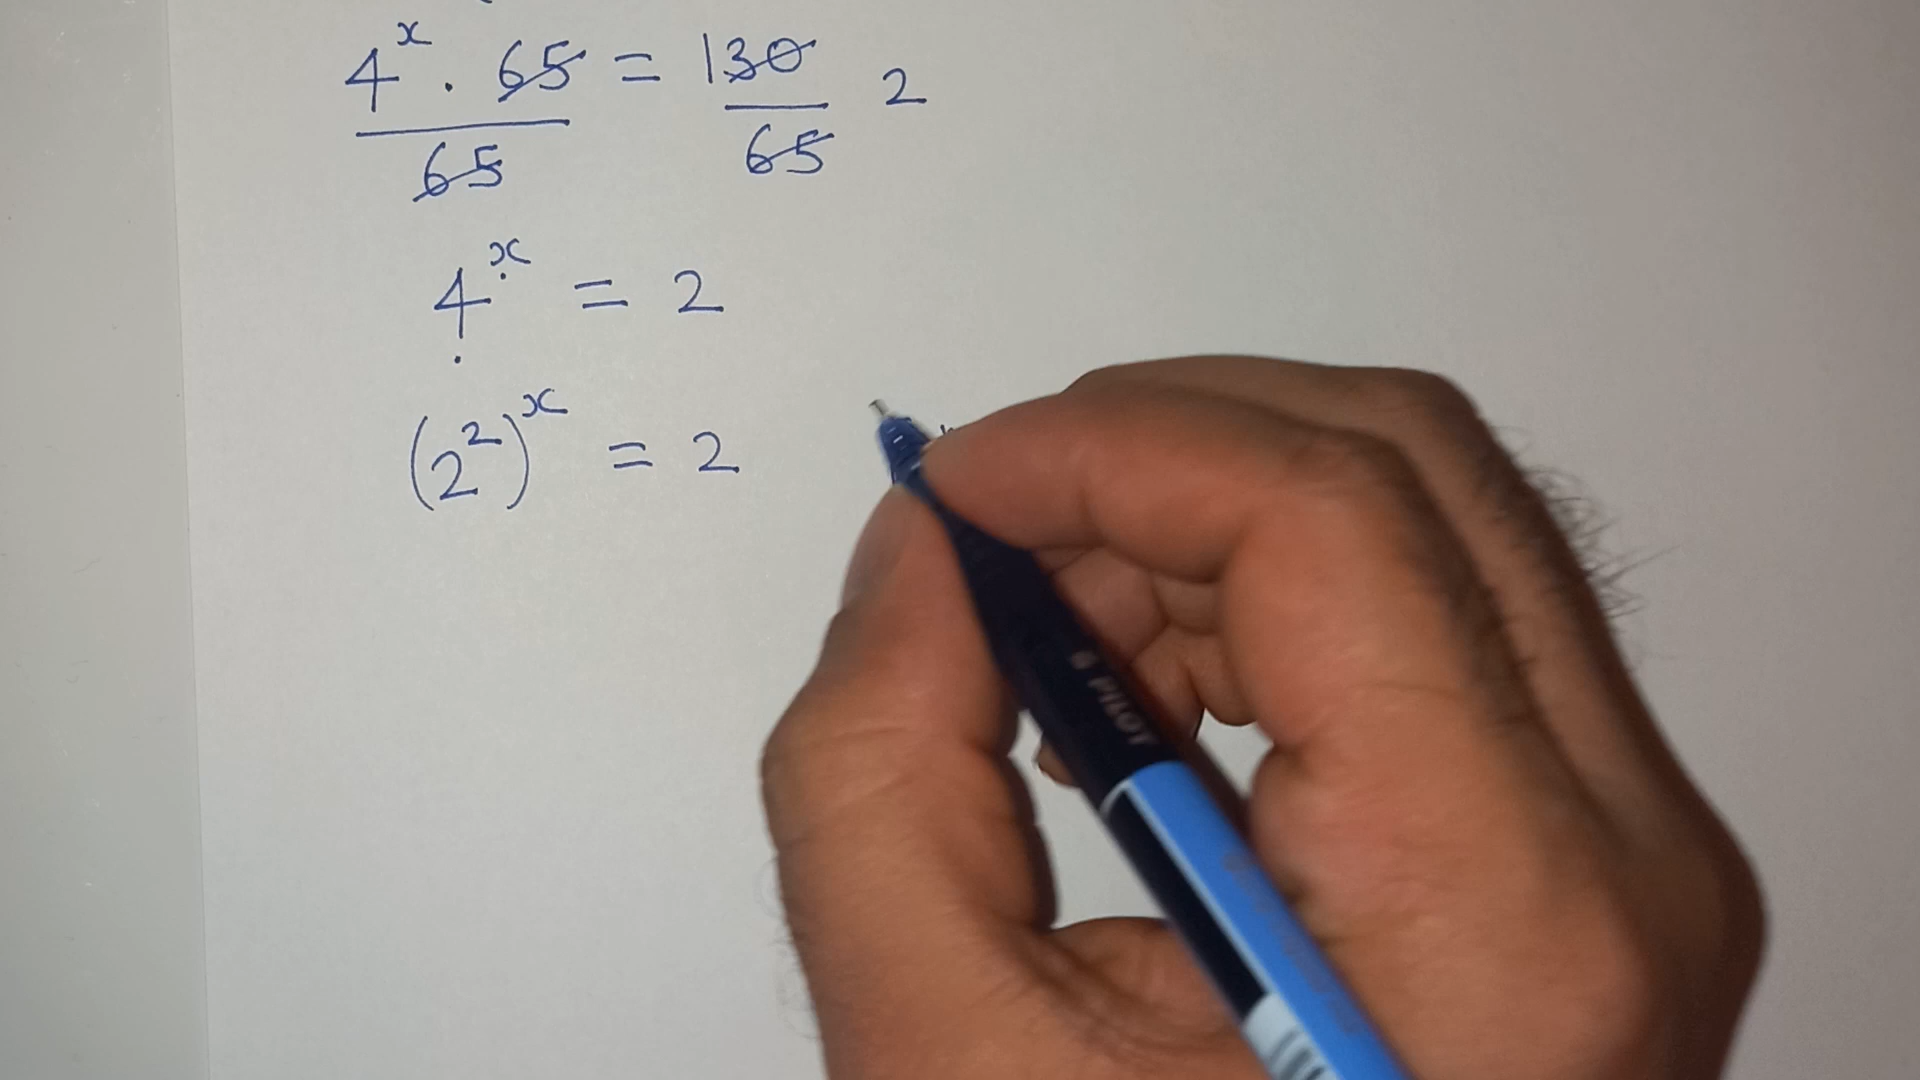 4^x . 65 = 130 2
65 65
4^x = 2
(2^2)^x = 2
PILOT